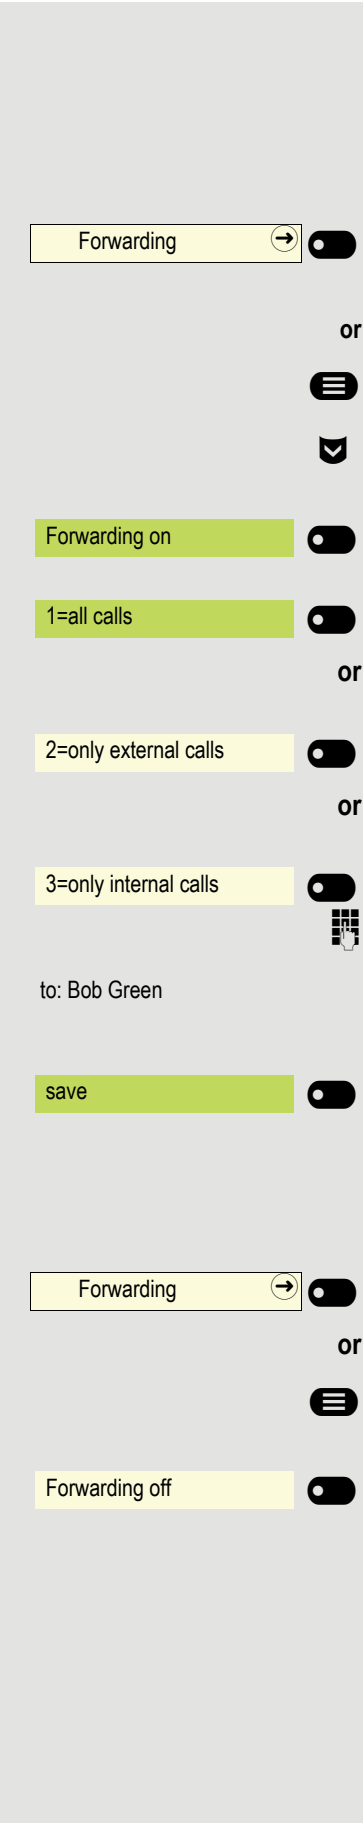 Forwarding
or
Forwarding on
1=all calls
or
2=only external calls
or
3=only internal calls
to: Bob Green
save
Forwarding
or
Forwarding off